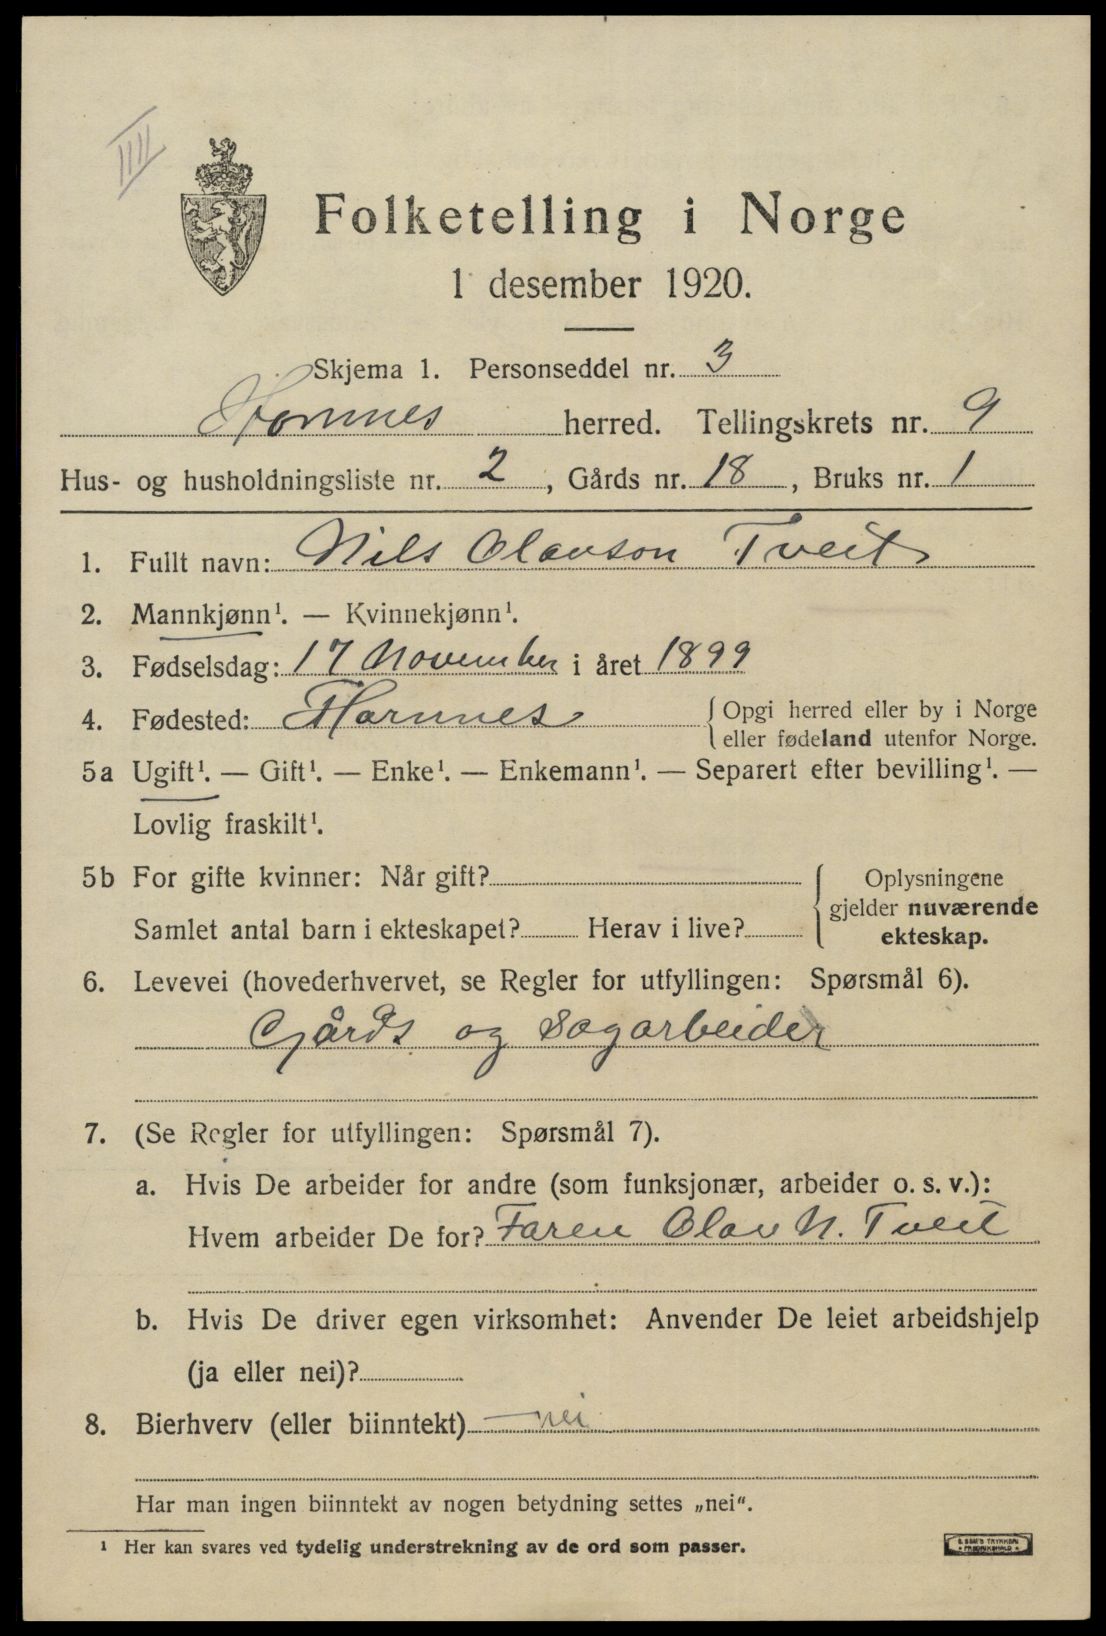 IIII
Folketelling i Norge
1 desember 1920.
Skjema 1. Personseddel nr. 3
Hornnes herred. Tellingskrets nr. 9
Hus- og husholdningsliste nr. 2, Gårds nr. 18, Bruks nr. 1
1. Fullt navn: Nils Olavson Tveit
2. Mannkjønn¹. — Kvinnekjønn¹.
3. Fødselsdag: 17 November i året 1899
4. Fødested: Hornnes {Opgi herred eller by i Norge
eller fødeland utenfor Norge.
5a Ugift¹. — Gift¹. — Enke¹. — Enkemann¹. — Separert efter bevilling¹. —
Lovlig fraskilt¹.
5b For gifte kvinner: Når gift?
Samlet antal barn i ekteskapet? Herav i live?
Oplysningene
gjelder nuværende
ekteskap.
6. Levevei (hovederhvervet, se Regler for utfyllingen: Spørsmål 6).
Gårds og Sagarbeider
7. (Se Regler for utfyllingen: Spørsmål 7).
a. Hvis De arbeider for andre (som funksjonær, arbeider o. s. v.):
Hvem arbeider De for? Faren Olav N. Tveit
b. Hvis De driver egen virksomhet: Anvender De leiet arbeidshjelp
(ja eller nei)?
8. Bierhverv (eller biinntekt) nei
Har man ingen biinntekt av nogen betydning settes „nei".
¹ Her kan svares ved tydelig understrekning av de ord som passer.